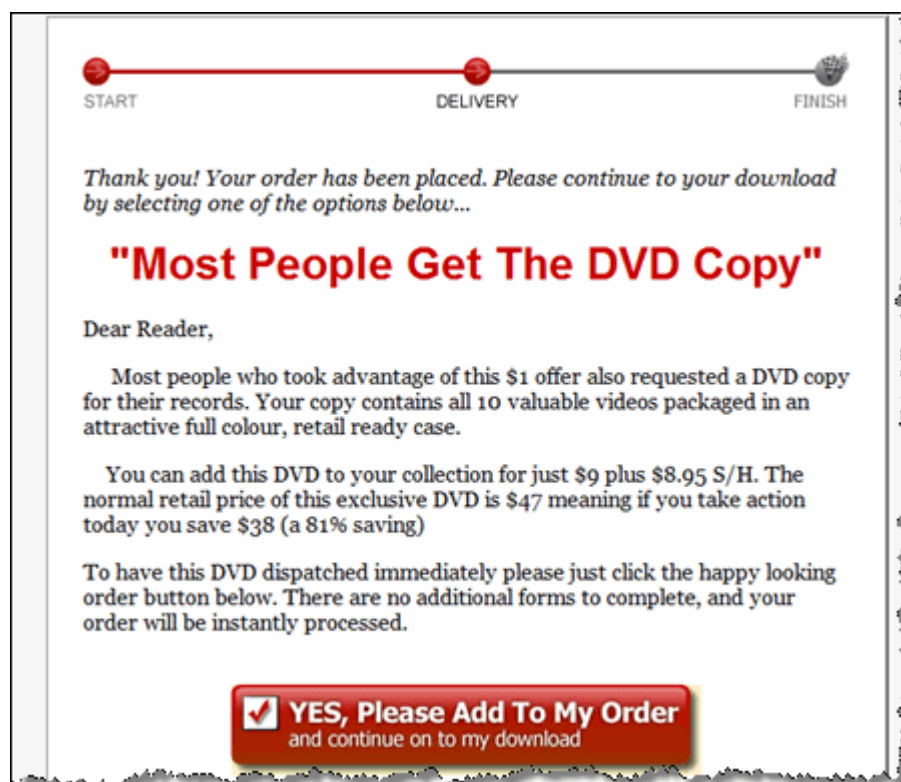 START DELIVERY FINISH
Thank you! Your order has been placed. Please continue to your download
by selecting one of the options below...
"Most People Get The DVD Copy"
Dear Reader,
Most people who took advantage of this $1 offer also requested a DVD copy
for their records. Your copy contains all 10 valuable videos packaged in an
attractive full colour, retail ready case.
You can add this DVD to your collection for just $9 plus $8.95 S/H. The
normal retail price of this exclusive DVD is $47 meaning if you take action
today you save $38 (a 81% saving)
To have this DVD dispatched immediately please just click the happy looking
order button below. There are no additional forms to complete, and your
order will be instantly processed.
YES, Please Add To My Order
and continue on to my download